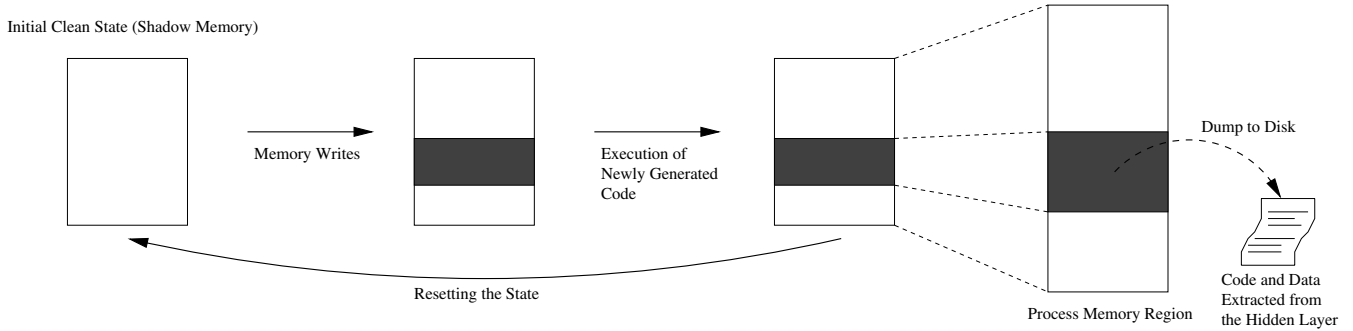 Initial Clean State (Shadow Memory)
Memory Writes
Execution of
Newly Generated
Code
Dump to Disk
Resetting the State
Process Memory Region
Code and Data
Extracted from
the Hidden Layer